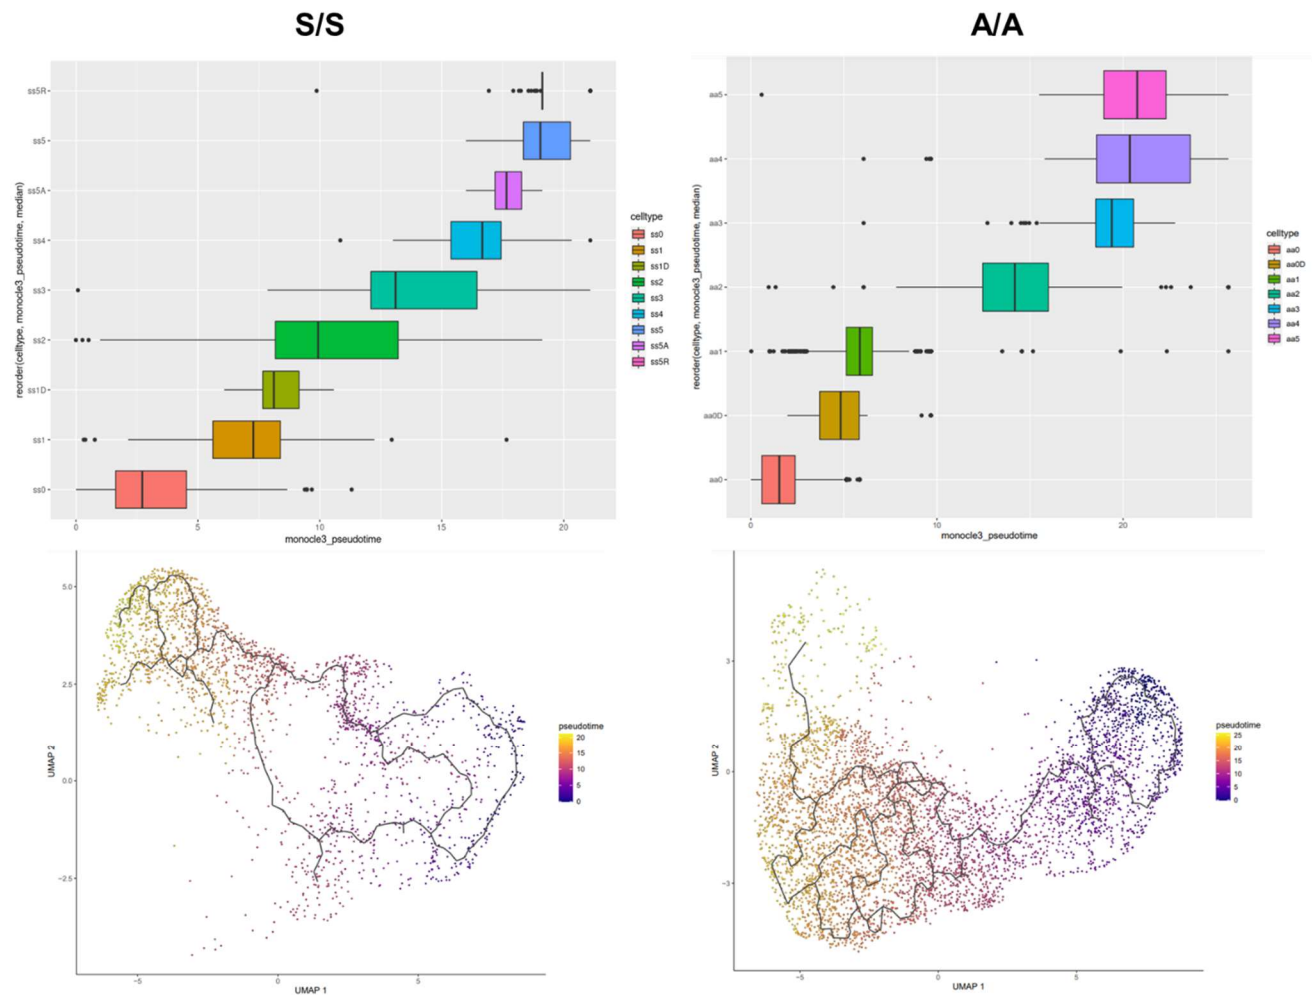 S/S
A/A
reorder(celltype, monocle3_pseudotime, median)
ss5R
ss5
ss5A
ss4
ss3
ss2
ss1D
ss1
ss0
0
5
10
15
20
monocle3_pseudotime
celltype
ss0
ss1
ss1D
ss2
ss3
ss4
ss5
ss5A
ss5R
reorder(celltype, monocle3_pseudotime, median)
aa5
aa4
aa3
aa2
aa1
aa0D
aa0
0
10
20
monocle3_pseudotime
celltype
aa0
aa0D
aa1
aa2
aa3
aa4
aa5
UMAP 2
5.0
2.5
0.0
−2.5
−5
0
5
UMAP 1
pseudotime
20
15
10
5
0
UMAP 2
3
0
−3
−5
0
5
UMAP 1
pseudotime
25
20
15
10
5
0